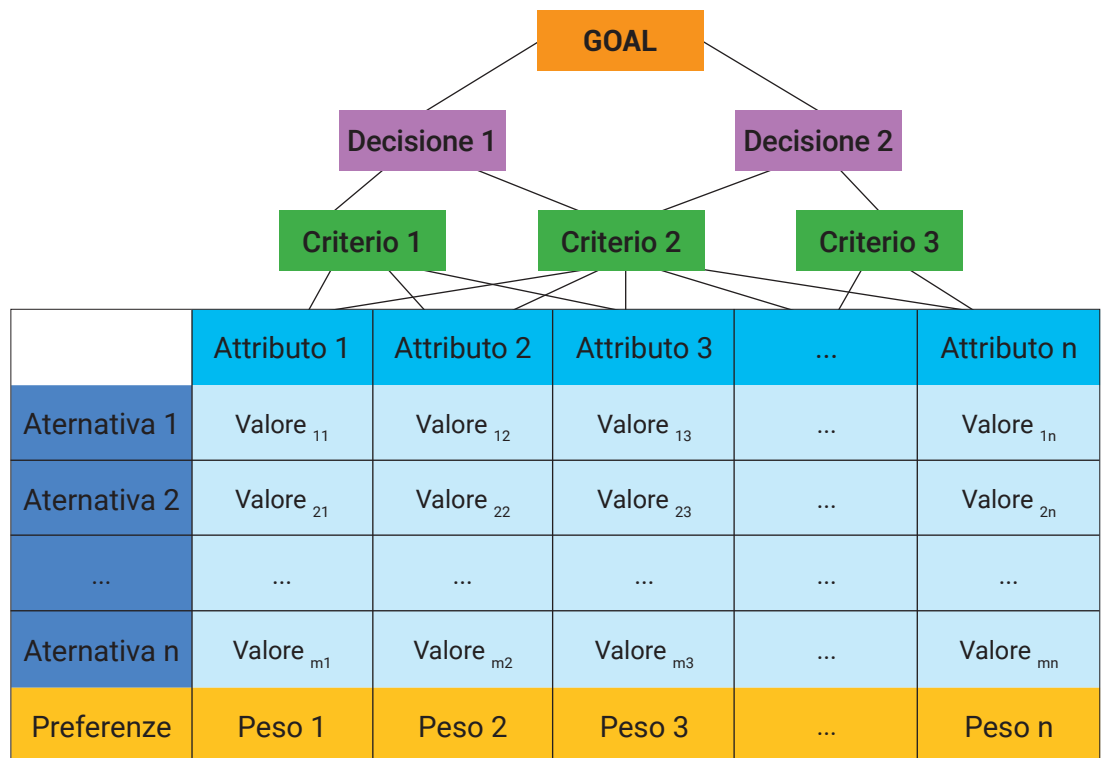 GOAL
Decisione 1 Decisione 2
Criterio 1 Criterio 2 Criterio 3
Attributo 1 Attributo 2 Attributo 3 ... Attributo n
Aternativa 1 Valore 11 Valore 12 Valore 13 ... Valore 1n
Aternativa 2 Valore 21 Valore 22 Valore 23 ... Valore 2n
... ... ... ... ... ...
Aternativa n Valore m1 Valore m2 Valore m3 ... Valore mn
Preferenze Peso 1 Peso 2 Peso 3 ... Peso n